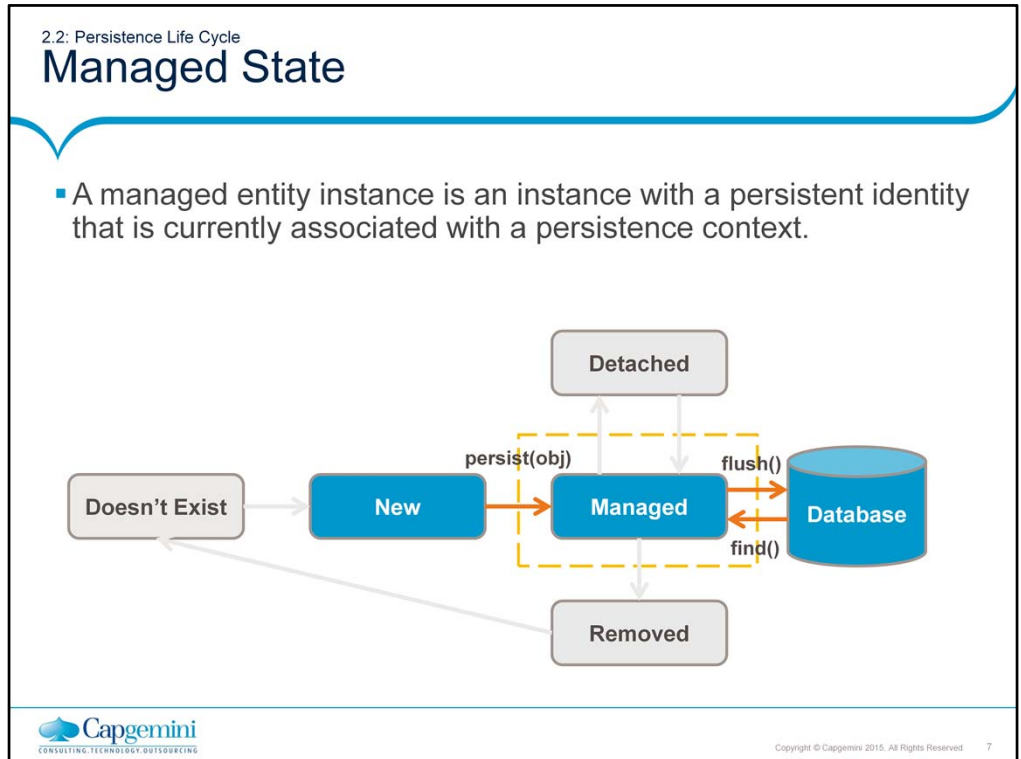 2.2: Persistence Life Cycle
Managed State
▪ A managed entity instance is an instance with a persistent identity
that is currently associated with a persistence context.
Detached
persist(obj)
flush()
Doesn’t Exist
New
Managed
Database
find()
Removed
Capgemini
CONSULTING.TECHNOLOGY.OUTSOURCING
Copyright © Capgemini 2015. All Rights Reserved 7